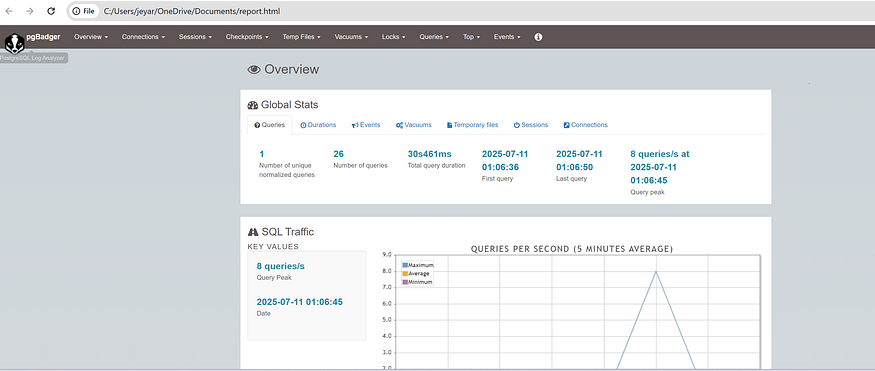 File C:/Users/jeyar/OneDrive/Documents/report.html
pgBadger Overview Connections Sessions Checkpoints Temp Files Vacuums Locks Queries Top Events
PostgreSQL Log Analyzer
Overview
Global Stats
Queries Durations Events Vacuums Temporary files Sessions Connections
1
Number of unique
normalized queries
26
Number of queries
30s461ms
Total query duration
2025-07-11
01:06:36
First query
2025-07-11
01:06:50
Last query
8 queries/s at
2025-07-11
01:06:45
Query peak
SQL Traffic
KEY VALUES
8 queries/s
Query Peak
2025-07-11 01:06:45
Date
QUERIES PER SECOND (5 MINUTES AVERAGE)
Maximum
Average
Minimum
9.0
8.0
7.0
6.0
5.0
4.0
3.0
2.0